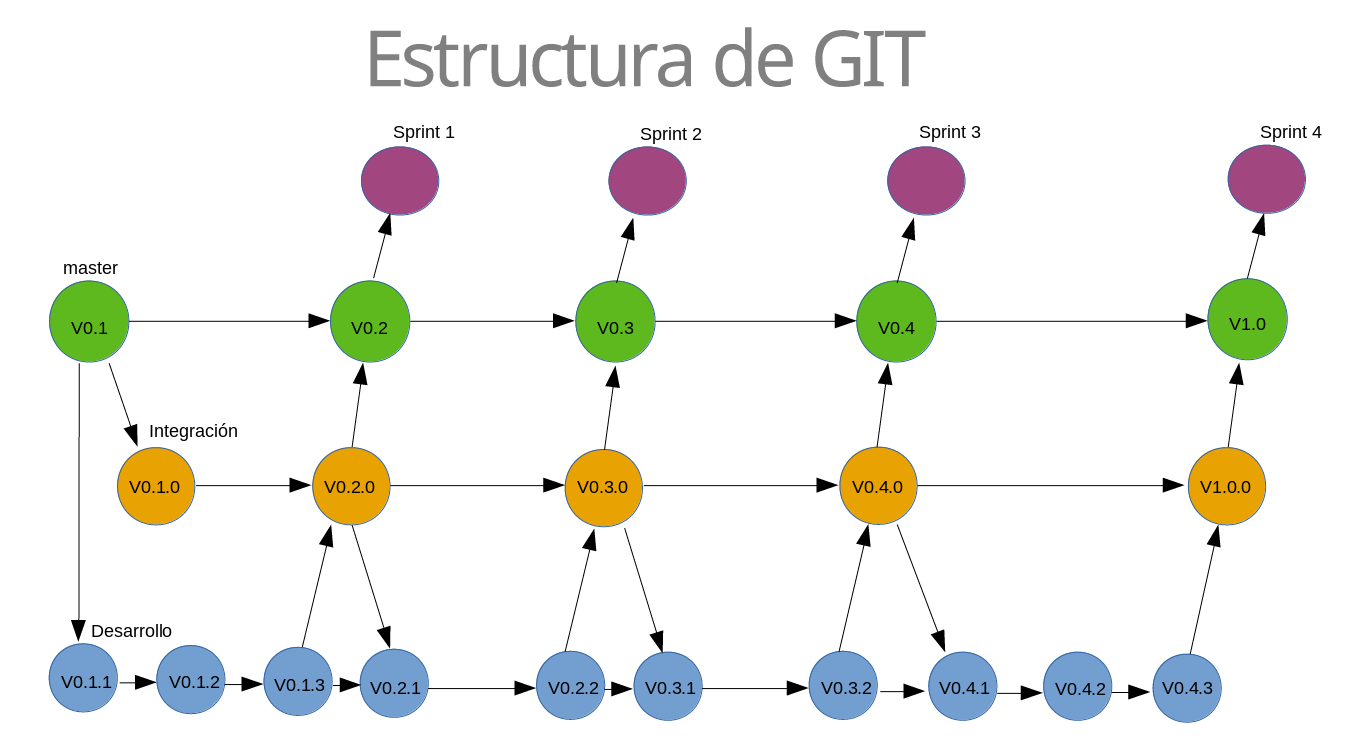 Estructura de GIT
Sprint 1
Sprint 2
Sprint 3
Sprint 4
master
V0.1
V0.2
V0.3
V0.4
V1.0
Integración
V0.1.0
V0.2.0
V0.3.0
V0.4.0
V1.0.0
Desarrollo
V0.1.1
V0.1.2
V0.1.3
V0.2.1
V0.2.2
V0.3.1
V0.3.2
V0.4.1
V0.4.2
V0.4.3